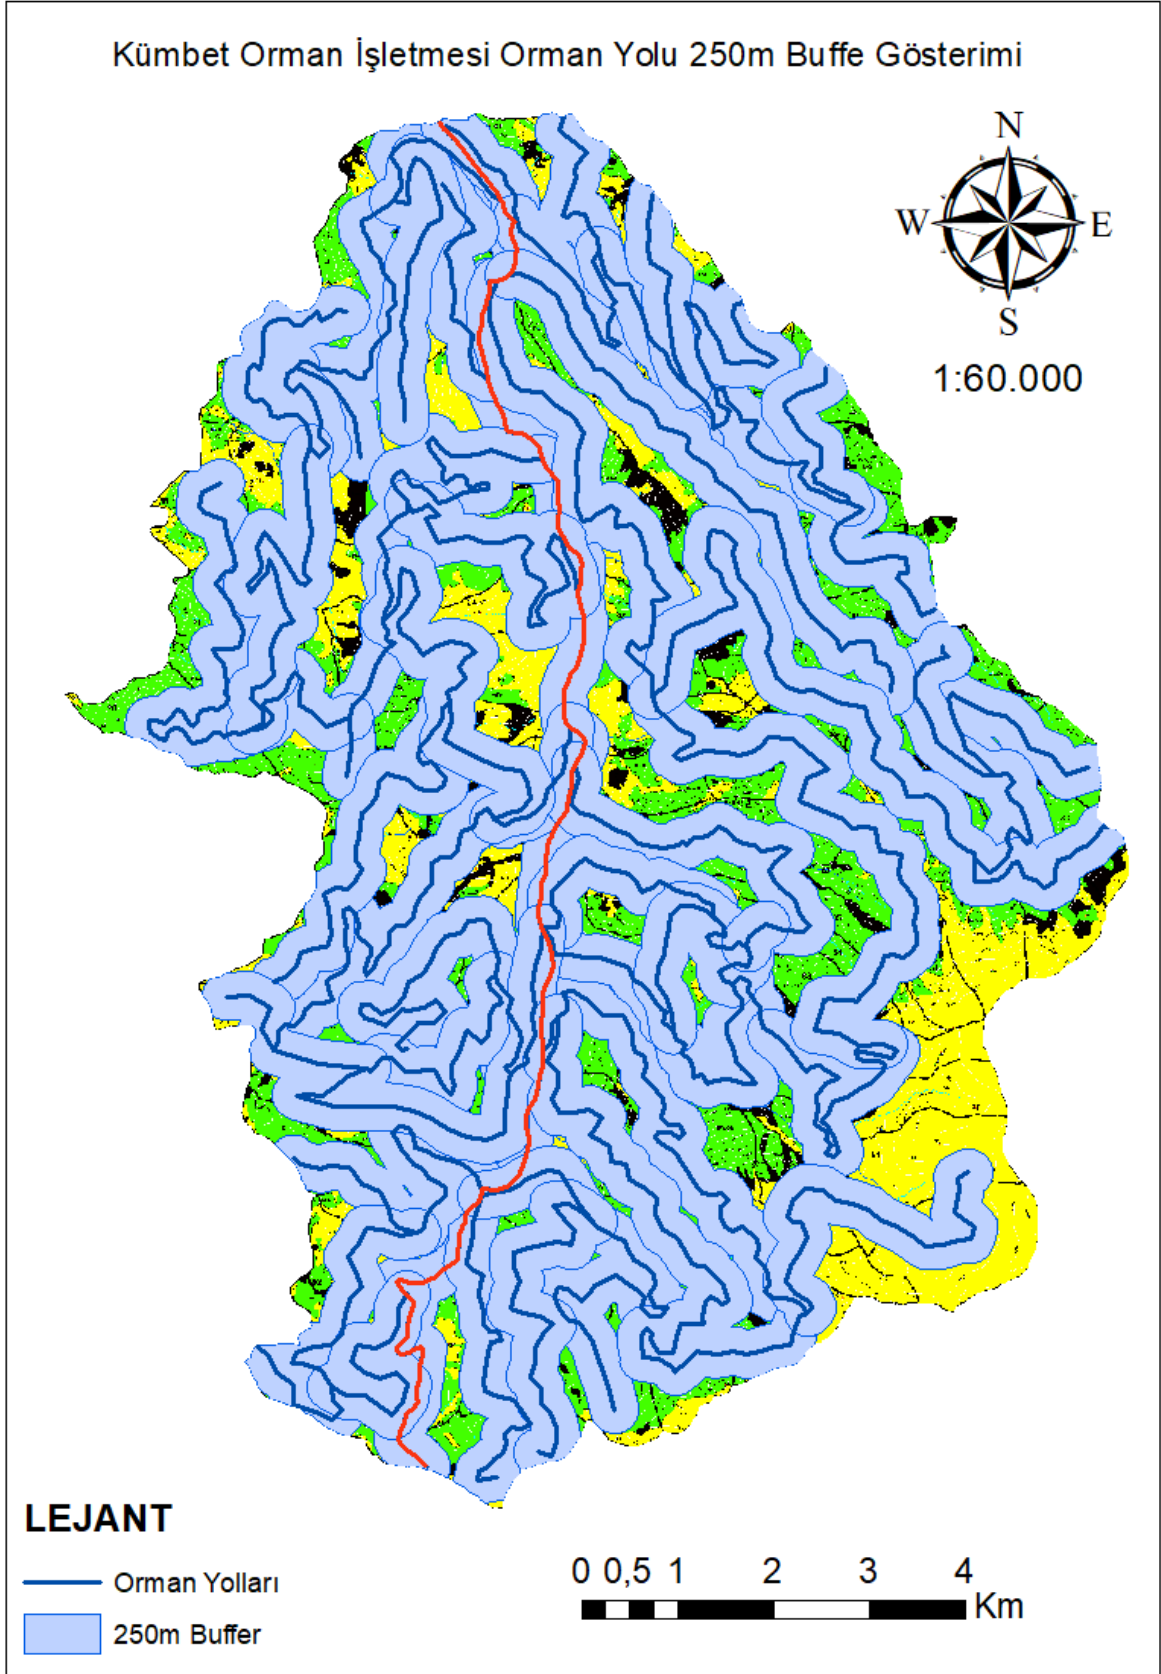 Kümbet Orman İşletmesi Orman Yolu 250m Buffe Gösterimi
N
W E
S
1:60.000
LEJANT
Orman Yolları
250m Buffer
0 0,5 1 2 3 4
Km